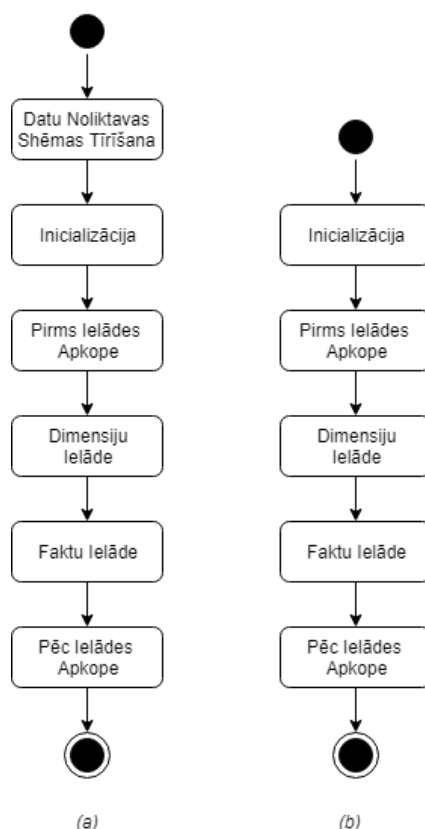 Datu Noliktavas
Shēmas Tīrīšana
Inicializācija
Pirms Ielādes
Apkope
Dimensiju
Ielāde
Faktu Ielāde
Pēc Ielādes
Apkope
(a)
Inicializācija
Pirms Ielādes
Apkope
Dimensiju
Ielāde
Faktu Ielāde
Pēc Ielādes
Apkope
(b)